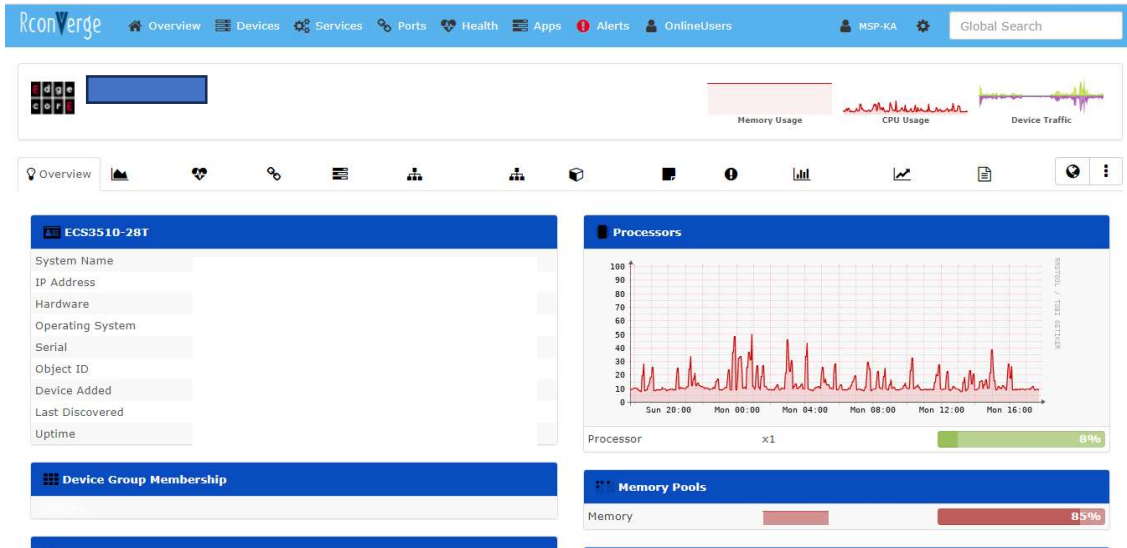 RconVerge Overview Devices Services Ports Health Apps Alerts OnlineUsers MSP-KA Global Search
Edge
corE
Memory Usage CPU Usage Device Traffic
Overview
ECS3510-28T
System Name
IP Address
Hardware
Operating System
Serial
Object ID
Device Added
Last Discovered
Uptime
Device Group Membership
Processors
100
90
80
70
60
50
40
30
20
10
0
Sun 20:00 Mon 00:00 Mon 04:00 Mon 08:00 Mon 12:00 Mon 16:00
RRDTOOL / TOBI OETIKER
Processor x1 8%
Memory Pools
Memory 85%